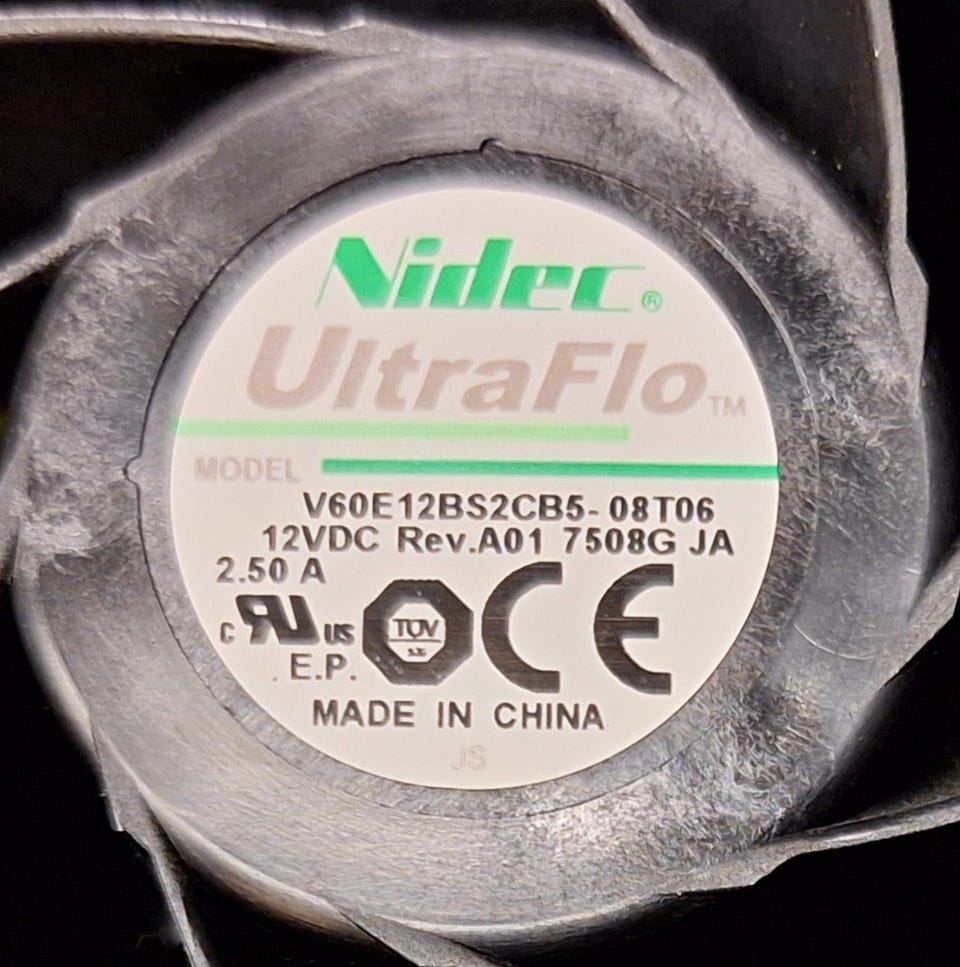 Nidec®
UltraFlo™
MODEL
V60E12BS2CB5-08T06
12VDC Rev.A01 7508G JA
2.50 A
c RU us TÜV CE
E.P.
MADE IN CHINA
JS